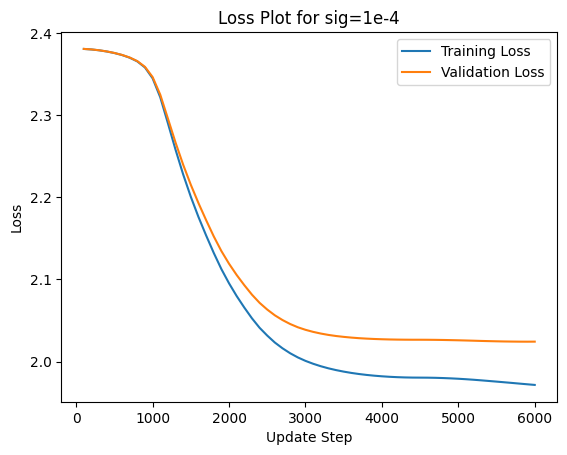 Loss Plot for sig=1e-4
Training Loss
Validation Loss
Loss
2.4
2.3
2.2
2.1
2.0
0 1000 2000 3000 4000 5000 6000
Update Step